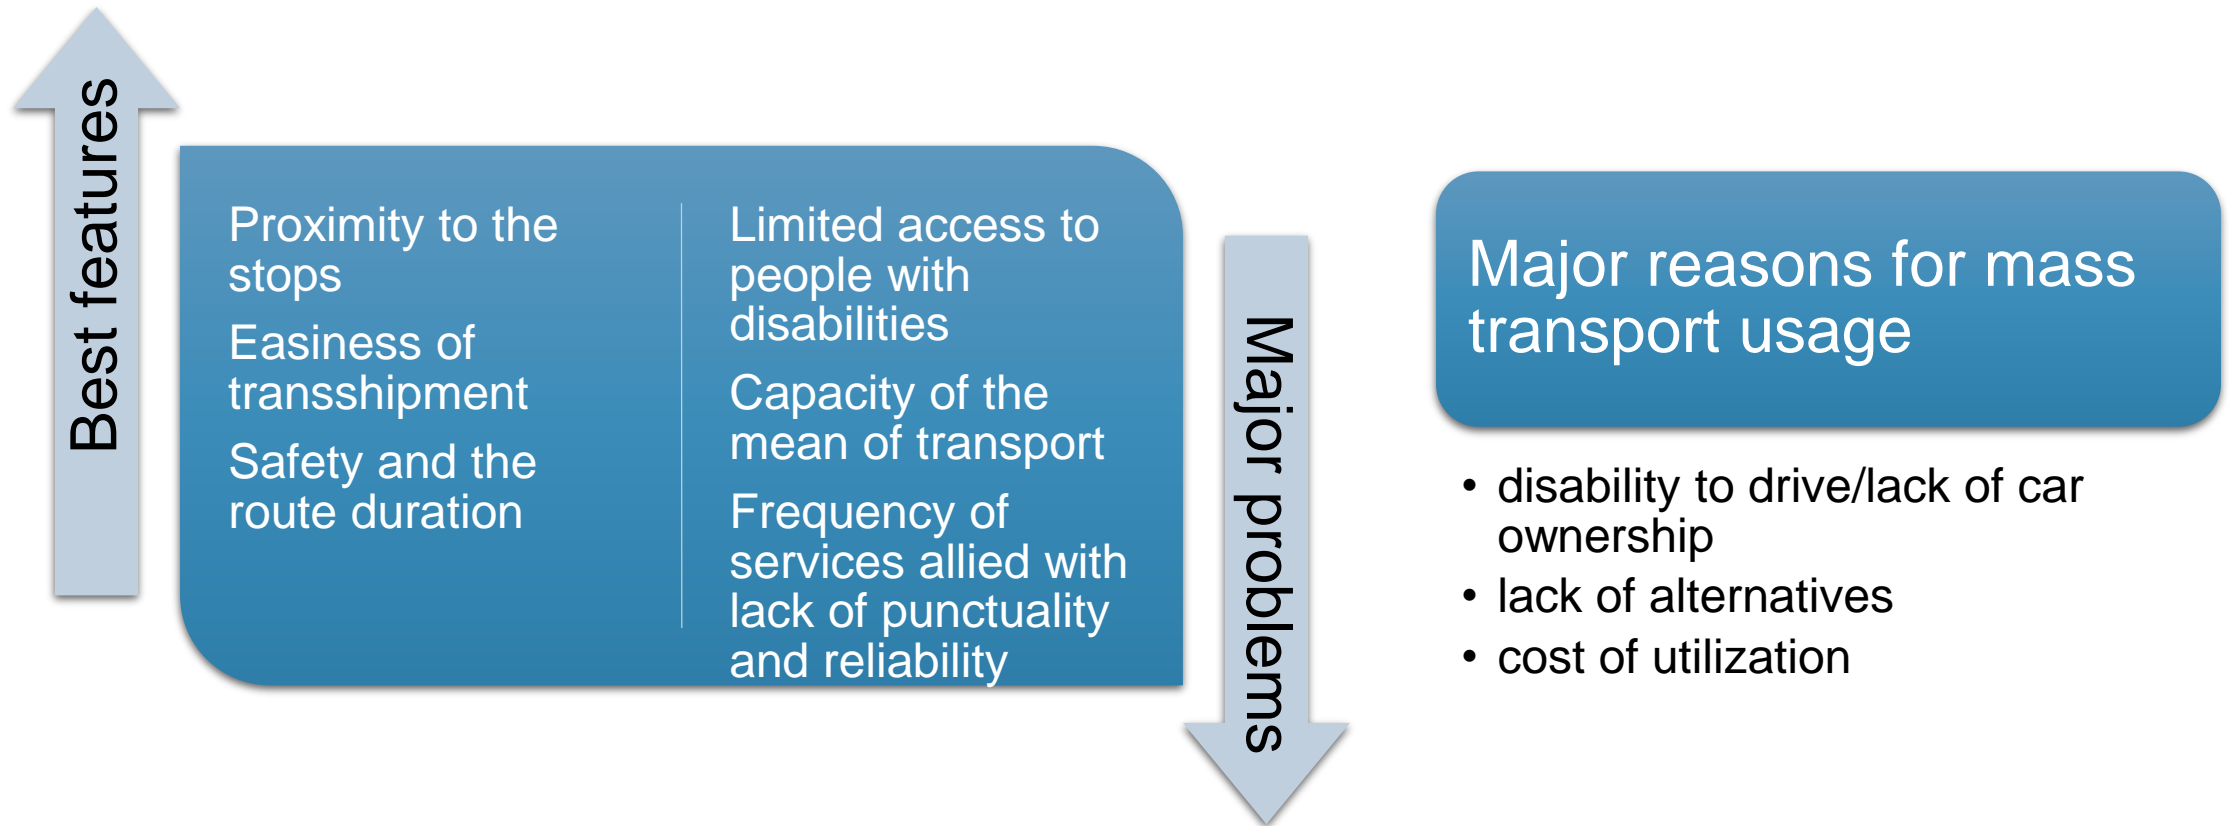 Best features
Proximity to the
stops
Easiness of
transshipment
Safety and the
route duration
Limited access to
people with
disabilities
Capacity of the
mean of transport
Frequency of
services allied with
lack of punctuality
and reliability
Major problems
Major reasons for mass
transport usage
• disability to drive/lack of car
ownership
• lack of alternatives
• cost of utilization